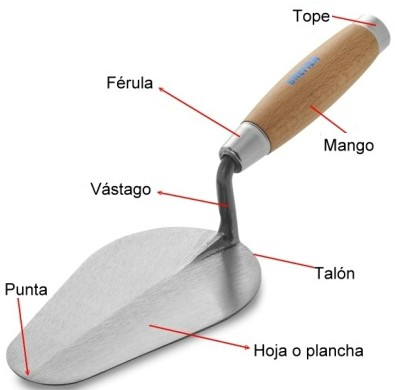 Tope
Férula
Mango
Vástago
Talón
Punta
Hoja o plancha